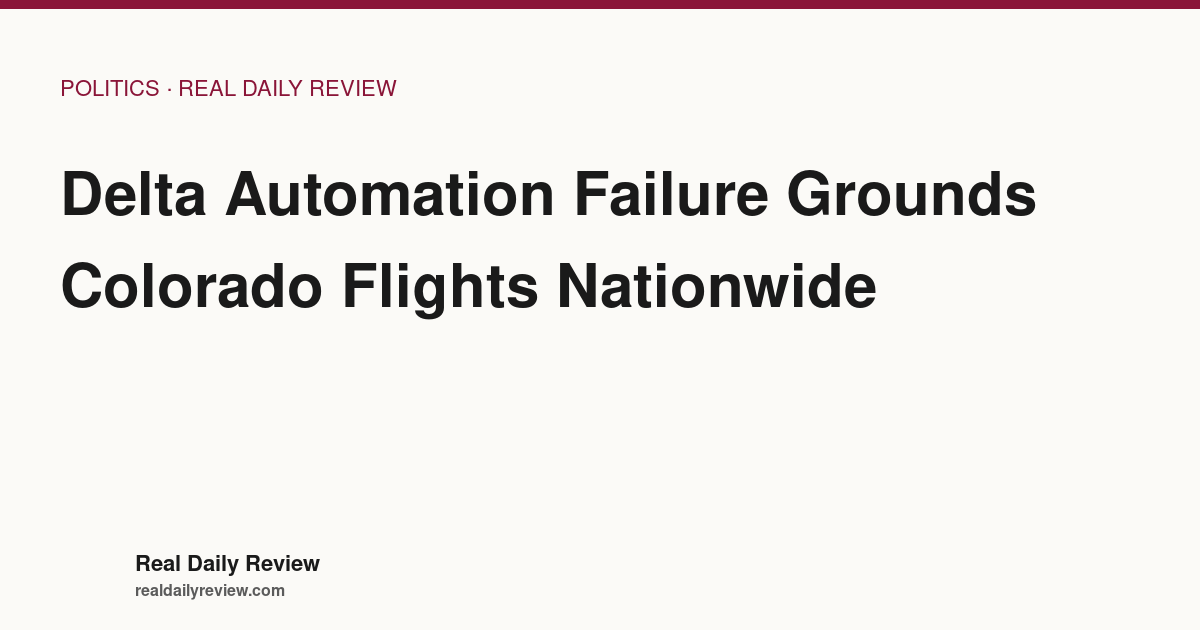 POLITICS · REAL DAILY REVIEW
Delta Automation Failure Grounds
Colorado Flights Nationwide
Real Daily Review
realdailyreview.com